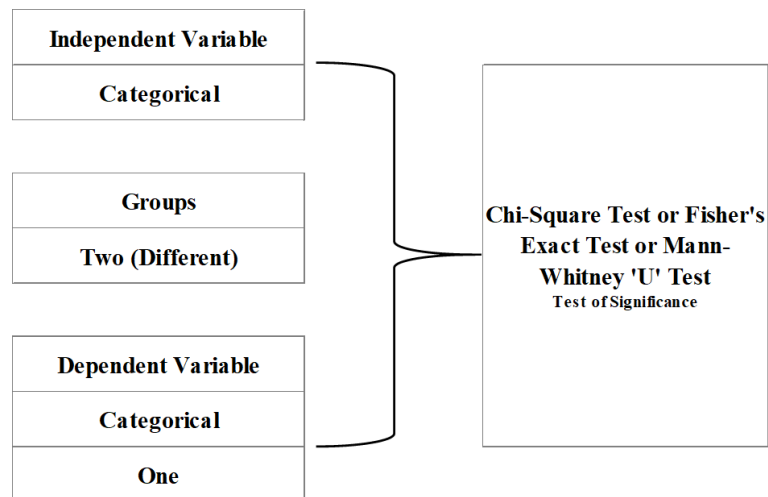 Independent Variable
Categorical
Groups
Two (Different)
Dependent Variable
Categorical
One
Chi-Square Test or Fisher's
Exact Test or Mann-
Whitney 'U' Test
Test of Significance